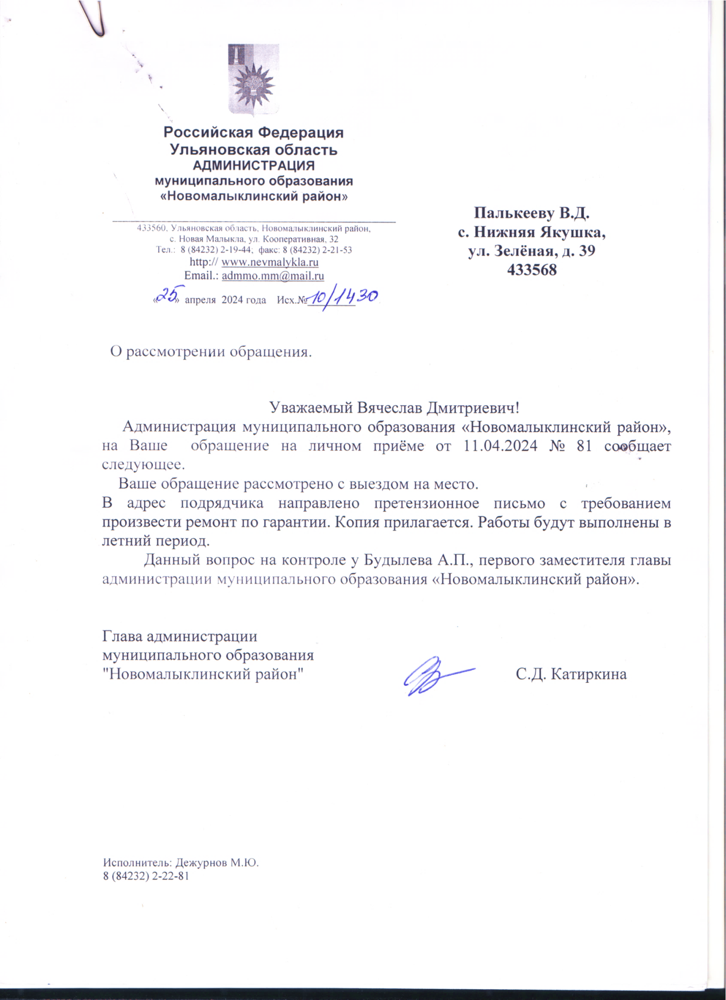 Российская Федерация
Ульяновская область
АДМИНИСТРАЦИЯ
муниципального образования
«Новомалыклинский район»
433560, Ульяновская область, Новомалыклинский район,
с. Новая Малыкла, ул. Кооперативная, 32
Тел.: 8 (84232) 2-19-44; факс: 8 (84232) 2-21-53
http:// www.nevmalykla.ru
Email.: admmo.mm@mail.ru
«25» апреля 2024 года Исх.№ 10/1430
Палькееву В.Д.
с. Нижняя Якушка,
ул. Зелёная, д. 39
433568
О рассмотрении обращения.
Уважаемый Вячеслав Дмитриевич!
Администрация муниципального образования «Новомалыклинский район»,
на Ваше обращение на личном приёме от 11.04.2024 № 81 сообщает
следующее.
Ваше обращение рассмотрено с выездом на место.
В адрес подрядчика направлено претензионное письмо с требованием
произвести ремонт по гарантии. Копия прилагается. Работы будут выполнены в
летний период.
Данный вопрос на контроле у Будылева А.П., первого заместителя главы
администрации муниципального образования «Новомалыклинский район».
Глава администрации
муниципального образования
"Новомалыклинский район" С.Д. Катиркина
Исполнитель: Дежурнов М.Ю.
8 (84232) 2-22-81